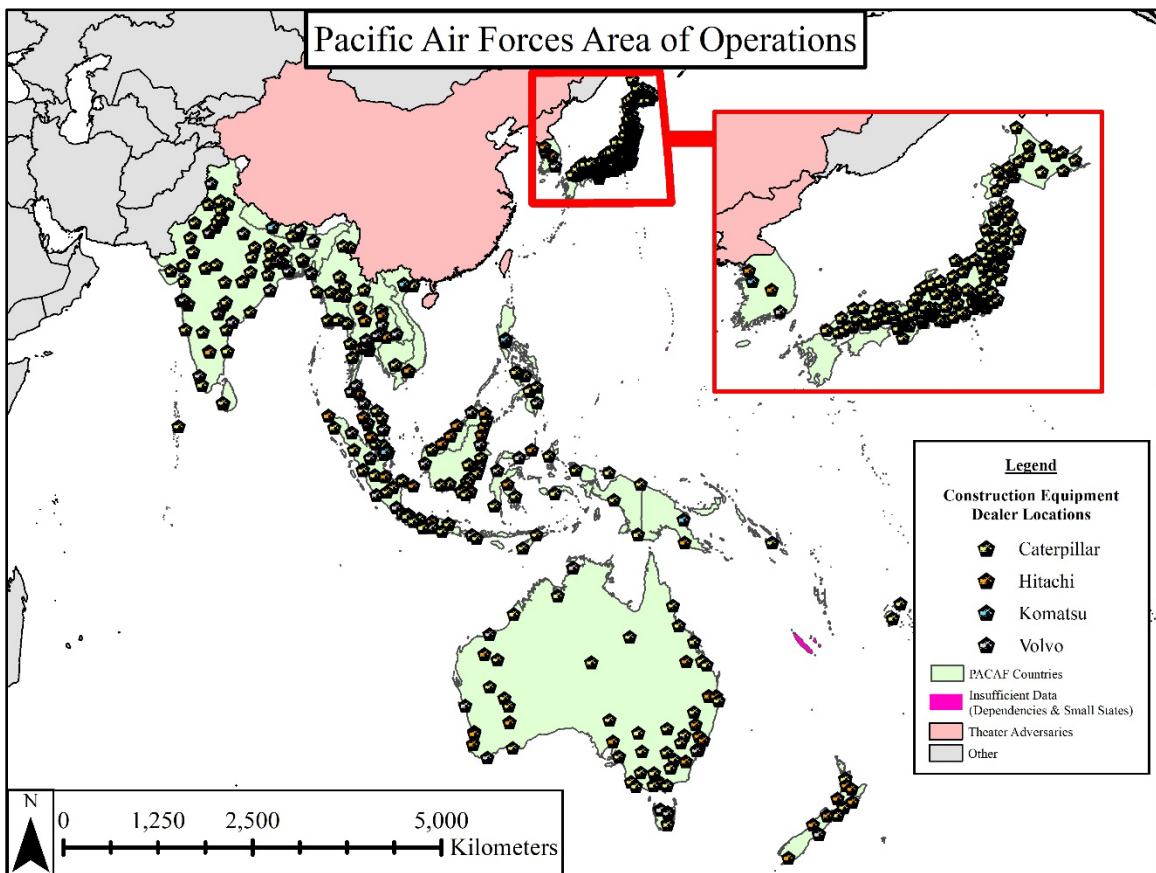 Pacific Air Forces Area of Operations
Legend
Construction Equipment
Dealer Locations
Caterpillar
Hitachi
Komatsu
Volvo
PACAF Countries
Insufficient Data
(Dependencies & Small States)
Theater Adversaries
Other
N
0 1,250 2,500 5,000
Kilometers